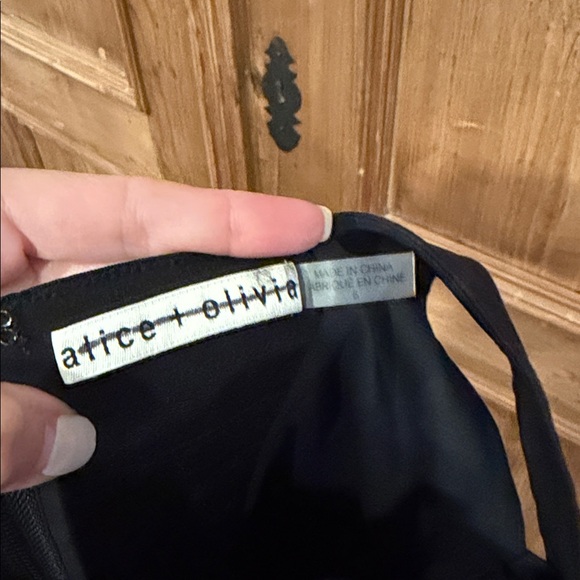 alice + olivia
MADE IN CHINA
FABRIQUE EN CHINE